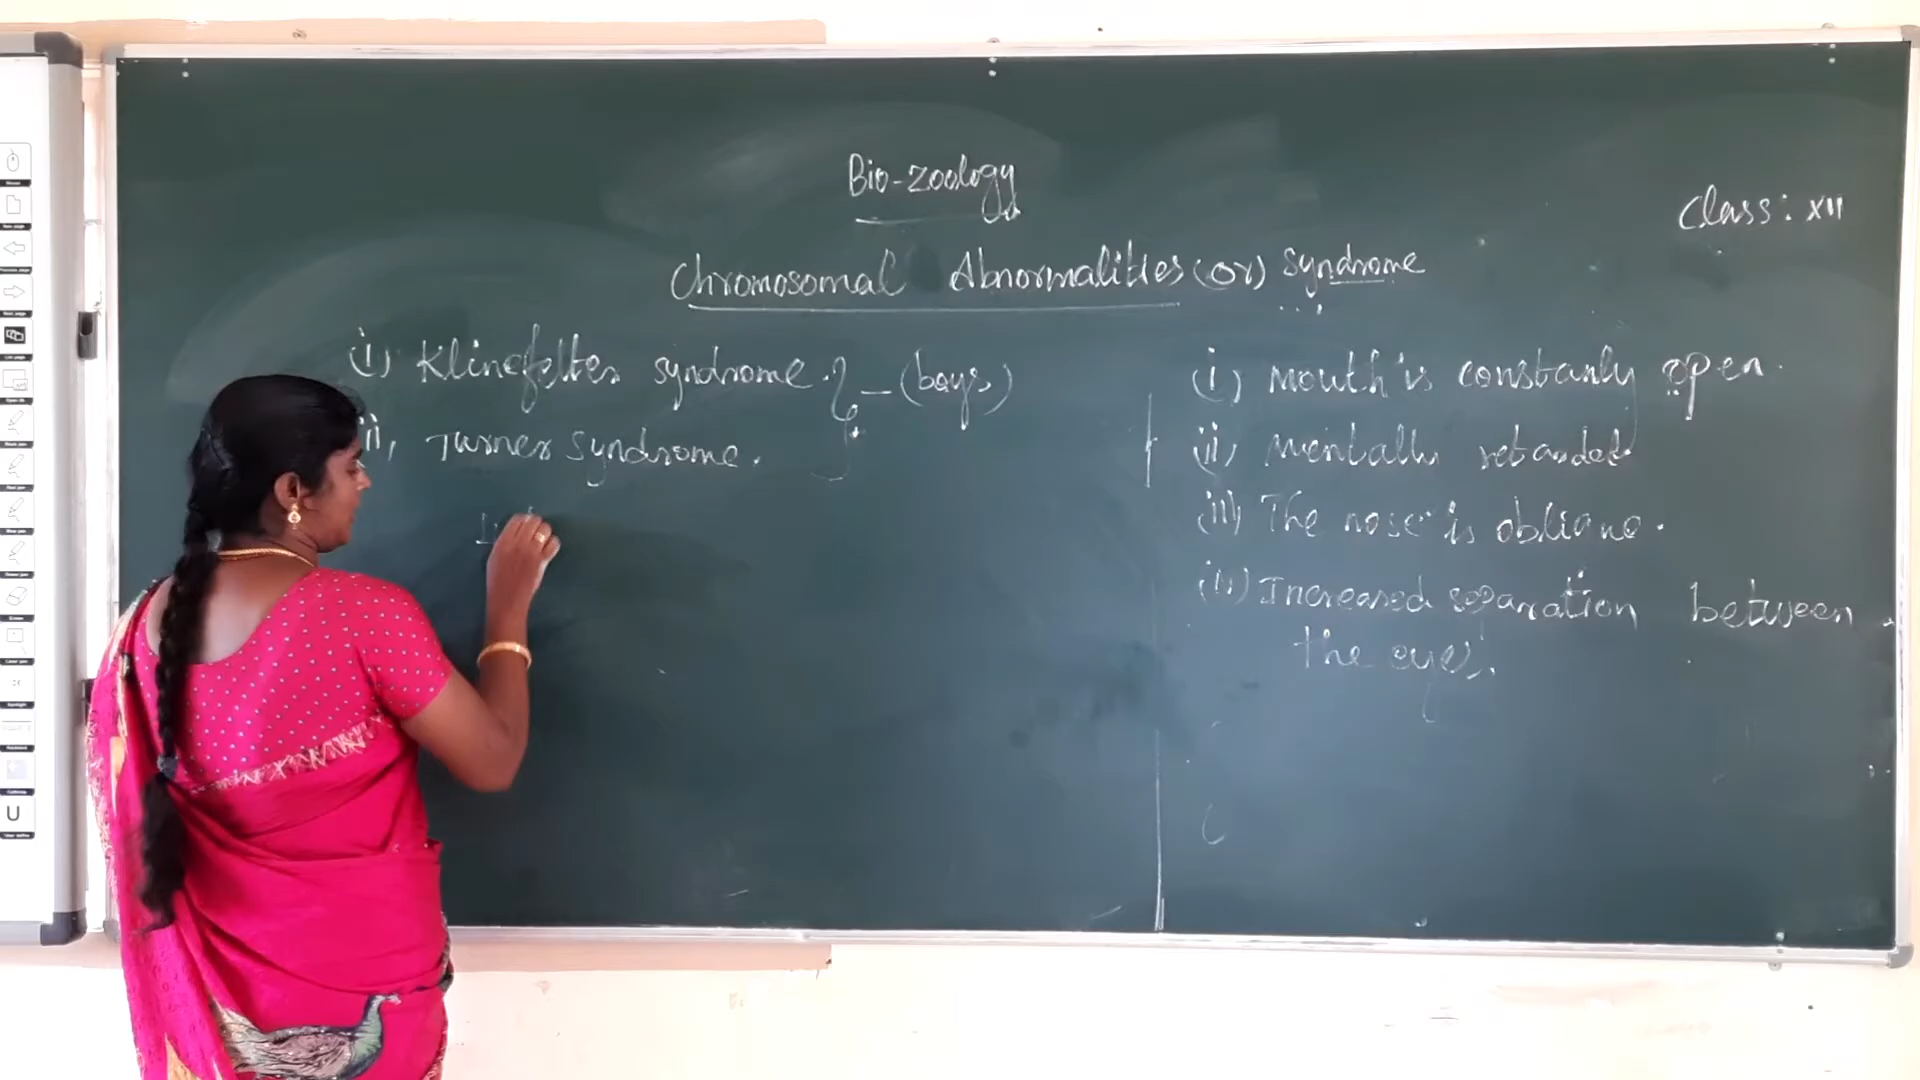 Bio-zoology
Class: XII
Chromosomal Abnormalities (or) Syndrome
(i) Klinefelter syndrome. } - (boys)
ii, Turner syndrome.
(i) Mouth is constanly open.
(ii) Mentally retarded
(iii) The nose is oblique.
(iv) Increased separation between
the eyes.